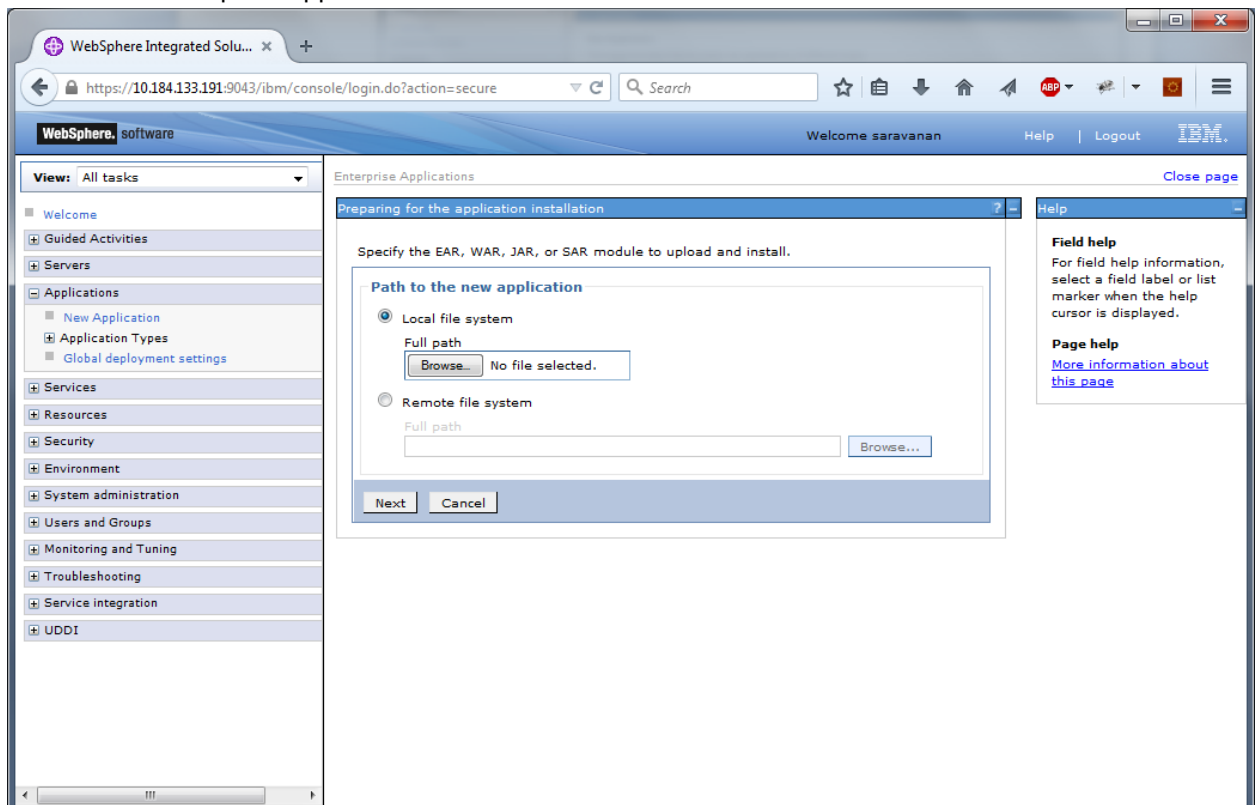 WebSphere Integrated Solu... × +
https://10.184.133.191:9043/ibm/console/login.do?action=secure
Search
ABP
WebSphere. software
Welcome saravanan
Help | Logout
IBM.
View: All tasks
Welcome
Guided Activities
Servers
Applications
New Application
Application Types
Global deployment settings
Services
Resources
Security
Environment
System administration
Users and Groups
Monitoring and Tuning
Troubleshooting
Service integration
UDDI
Enterprise Applications
Close page
Preparing for the application installation
? -
Specify the EAR, WAR, JAR, or SAR module to upload and install.
Path to the new application
Local file system
Full path
Browse... No file selected.
Remote file system
Full path
Browse...
Next Cancel
Help
Field help
For field help information,
select a field label or list
marker when the help
cursor is displayed.
Page help
More information about
this page